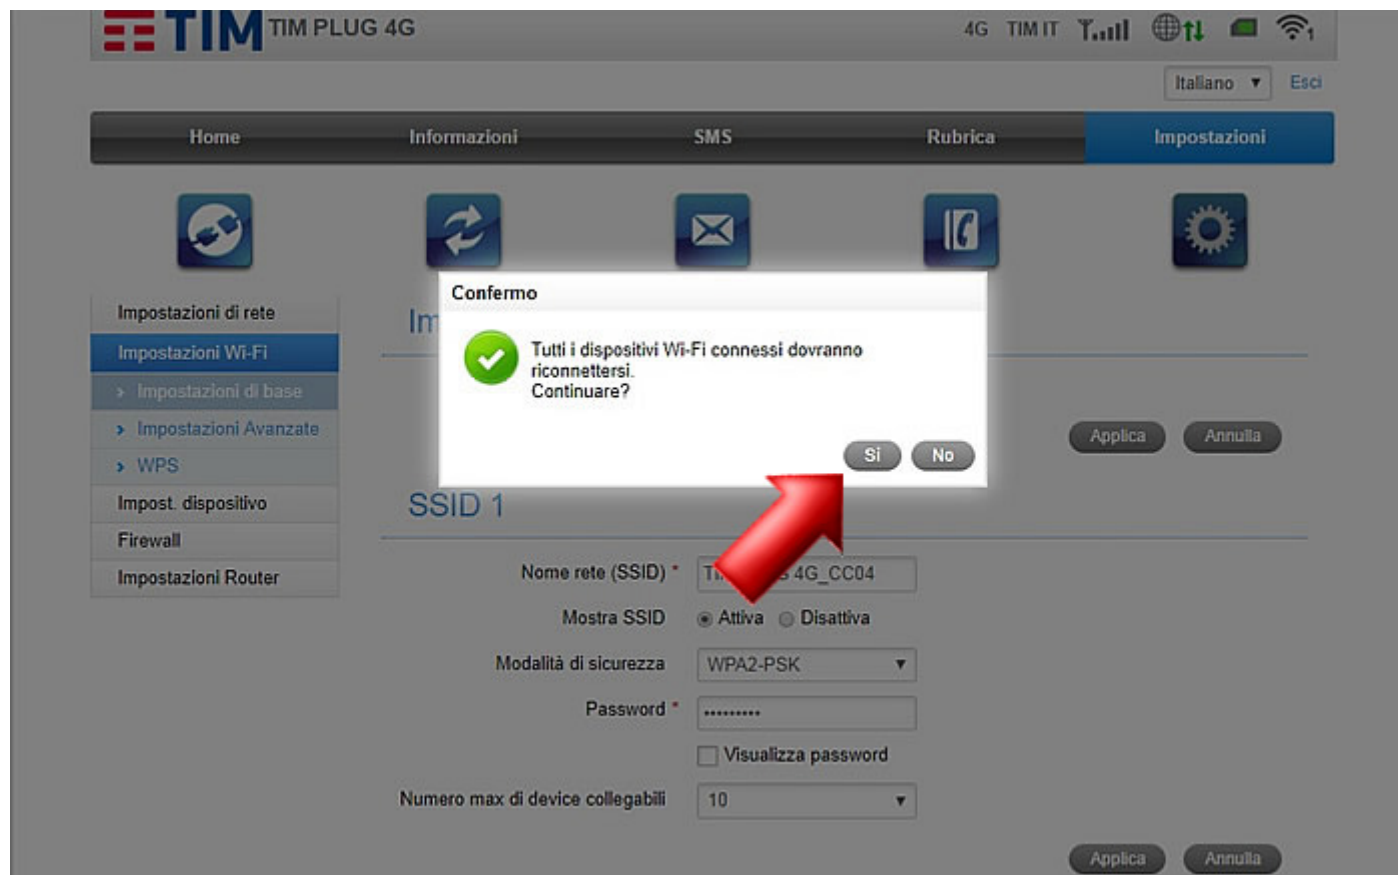 TIM TIM PLUG 4G
4G TIM IT 1
Italiano Esci
Home Informazioni SMS Rubrica Impostazioni
Confermo
Tutti i dispositivi Wi-Fi connessi dovranno
riconnettersi.
Continuare?
Si No
Impostazioni di rete
Impostazioni Wi-Fi
Impostazioni di base
Impostazioni Avanzate
WPS
Impost. dispositivo
Firewall
Impostazioni Router
Im
Applica Annulla
SSID 1
Nome rete (SSID) * 4G_CC04
Mostra SSID Attiva Disattiva
Modalità di sicurezza WPA2-PSK
Password * •••••••••
Visualizza password
Numero max di device collegabili 10
Applica Annulla